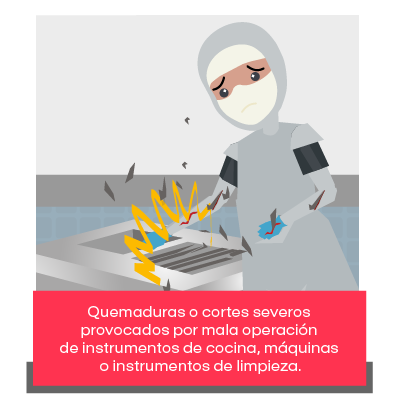 Quemaduras o cortes severos
provocados por mala operación
de instrumentos de cocina, máquinas
o instrumentos de limpieza.